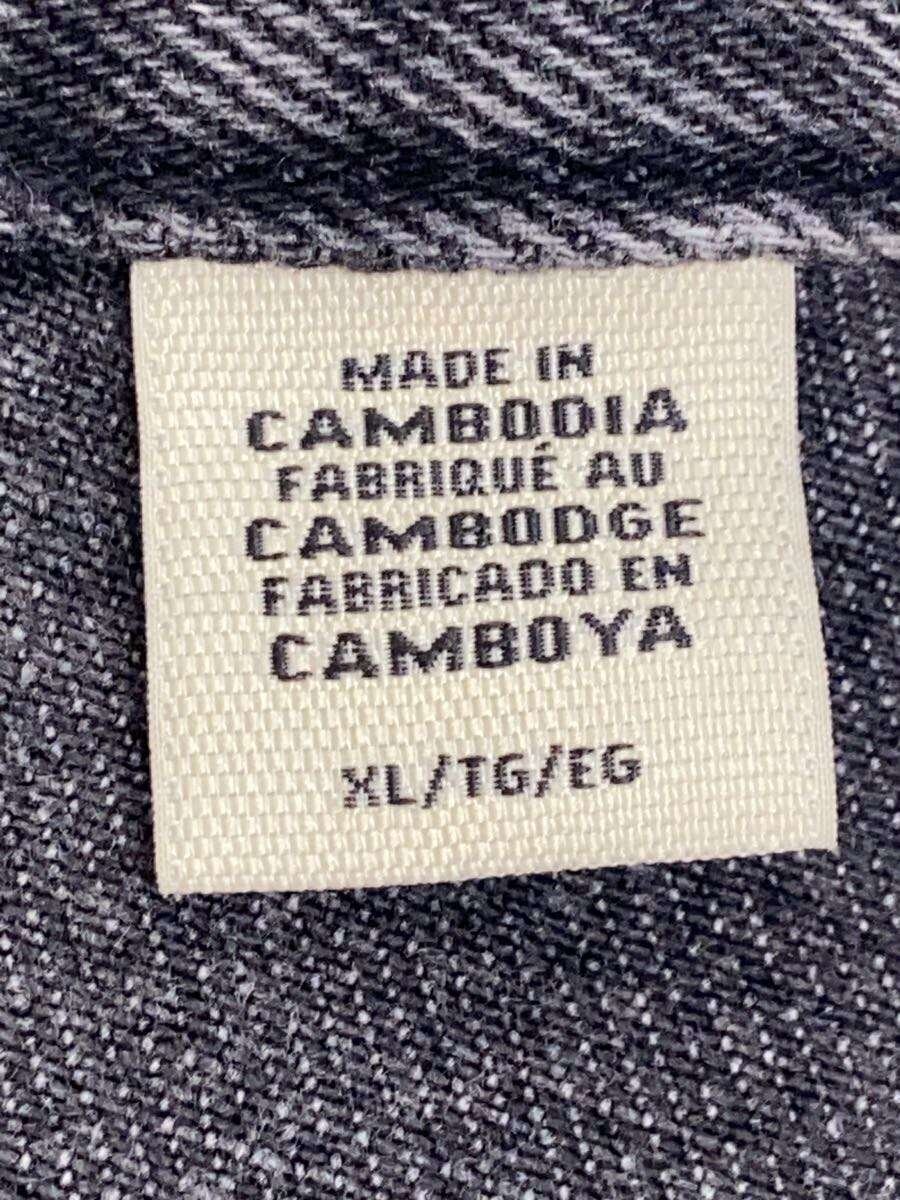 MADE IN
CAMBODIA
FABRIQUÉ AU
CAMBODGE
FABRICADO EN
CAMBOYA
XL/TG/EG